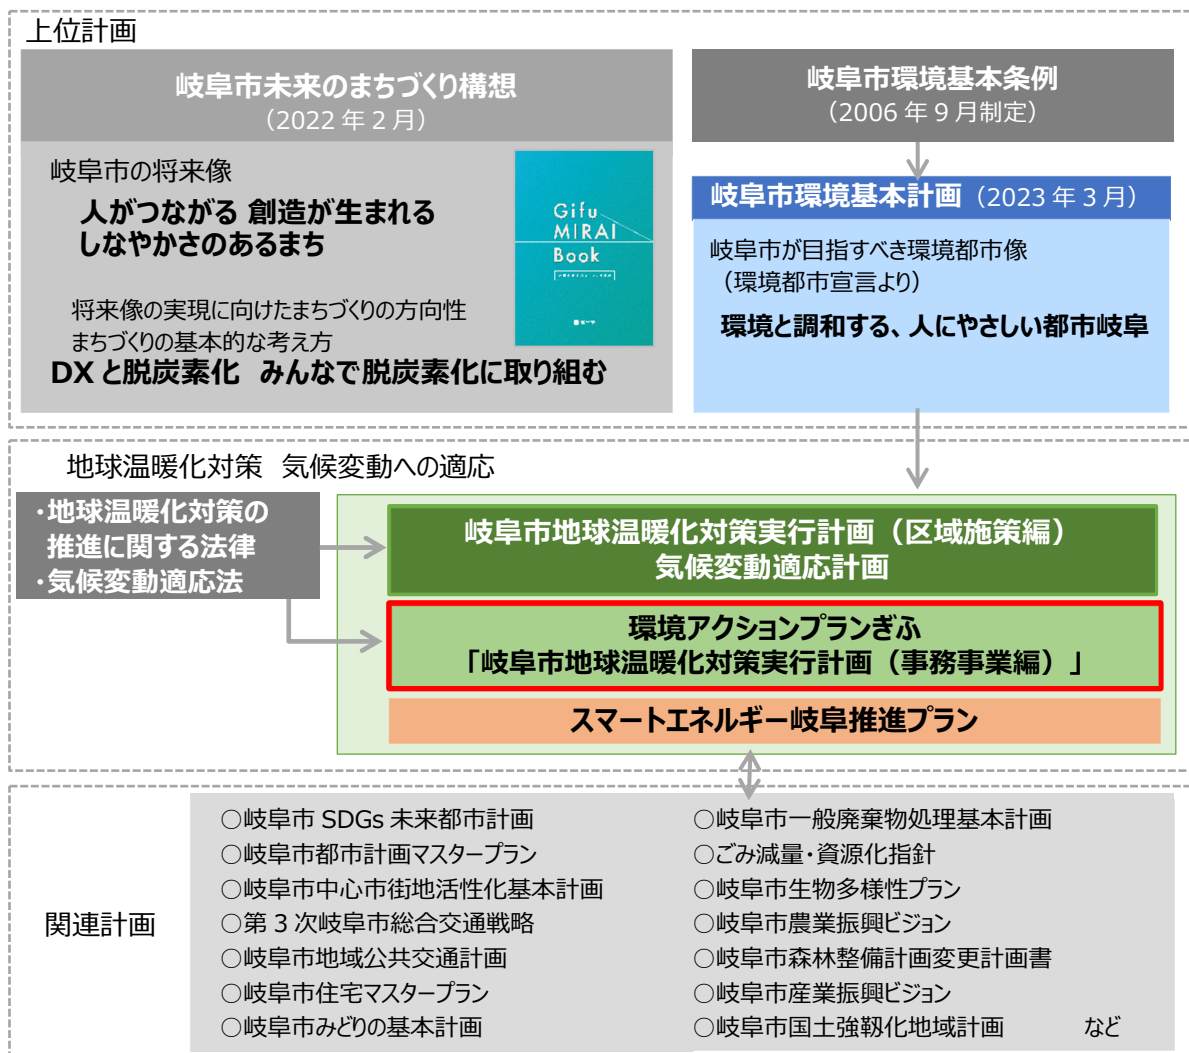 上位計画
岐阜市未来のまちづくり構想
（2022 年 2 月）
岐阜市の将来像
人がつながる 創造が生まれる
しなやかさのあるまち
将来像の実現に向けたまちづくりの方向性
まちづくりの基本的な考え方
DX と脱炭素化 みんなで脱炭素化に取り組む
Gifu
MIRAI
Book
岐阜市環境基本条例
（2006 年 9 月制定）
岐阜市環境基本計画（2023 年 3 月）
岐阜市が目指すべき環境都市像
（環境都市宣言より）
環境と調和する、人にやさしい都市岐阜
地球温暖化対策 気候変動への適応
・地球温暖化対策の
推進に関する法律
・気候変動適応法
岐阜市地球温暖化対策実行計画（区域施策編）
気候変動適応計画
環境アクションプランぎふ
「岐阜市地球温暖化対策実行計画（事務事業編）」
スマートエネルギー岐阜推進プラン
関連計画
○岐阜市 SDGs 未来都市計画
○岐阜市都市計画マスタープラン
○岐阜市中心市街地活性化基本計画
○第 3 次岐阜市総合交通戦略
○岐阜市地域公共交通計画
○岐阜市住宅マスタープラン
○岐阜市みどりの基本計画
○岐阜市一般廃棄物処理基本計画
○ごみ減量・資源化指針
○岐阜市生物多様性プラン
○岐阜市農業振興ビジョン
○岐阜市森林整備計画変更計画書
○岐阜市産業振興ビジョン
○岐阜市国土強靱化地域計画 など